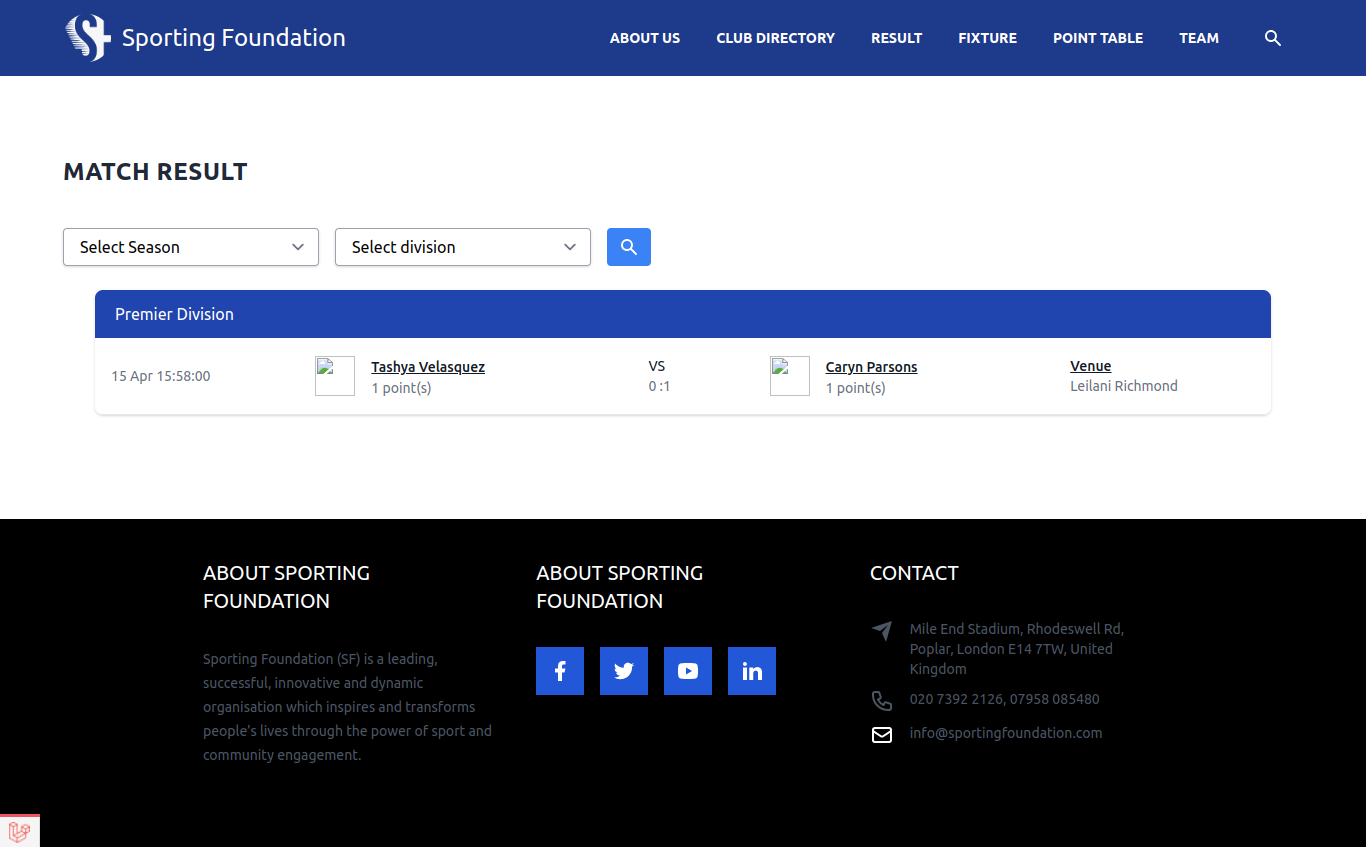 Sporting Foundation
ABOUT US CLUB DIRECTORY RESULT FIXTURE POINT TABLE TEAM
MATCH RESULT
Select Season
Select division
Premier Division
15 Apr 15:58:00
Tashya Velasquez
1 point(s)
VS
0 :1
Caryn Parsons
1 point(s)
Venue
Leilani Richmond
ABOUT SPORTING
FOUNDATION
Sporting Foundation (SF) is a leading,
successful, innovative and dynamic
organisation which inspires and transforms
people's lives through the power of sport and
community engagement.
ABOUT SPORTING
FOUNDATION
CONTACT
Mile End Stadium, Rhodeswell Rd,
Poplar, London E14 7TW, United
Kingdom
020 7392 2126, 07958 085480
info@sportingfoundation.com